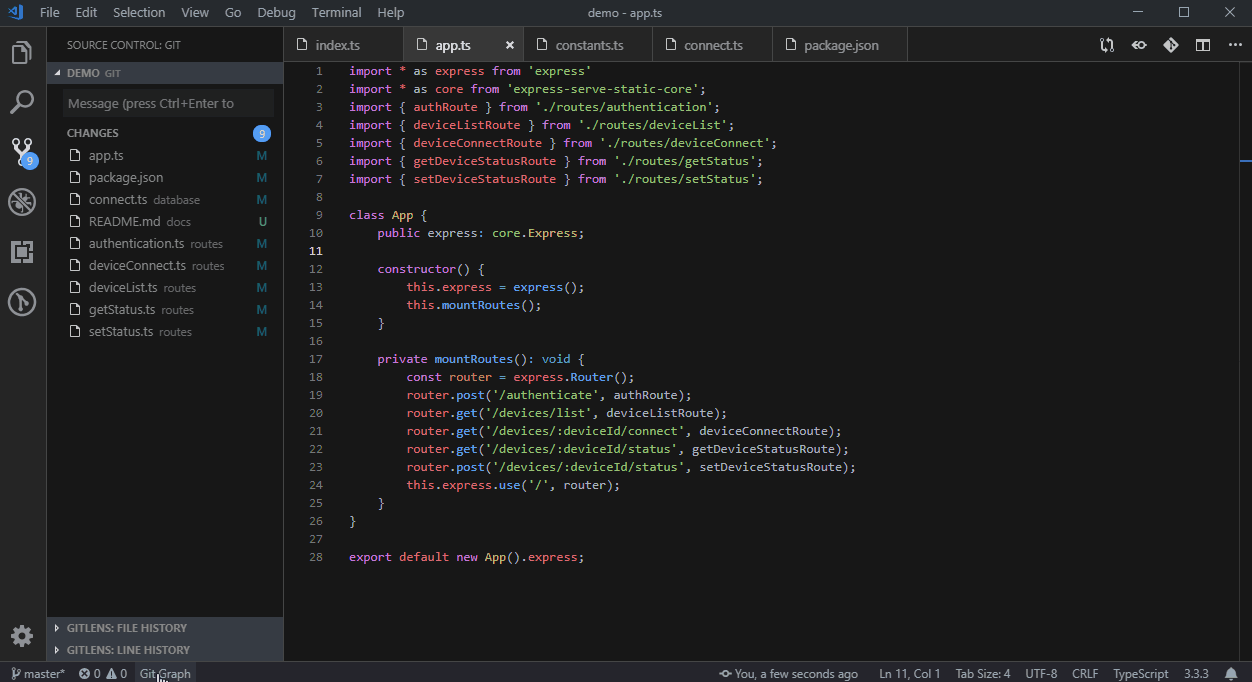 File Edit Selection View Go Debug Terminal Help demo - app.ts
SOURCE CONTROL: GIT
DEMO GIT
Message (press Ctrl+Enter to
CHANGES 9
app.ts M
package.json M
connect.ts database M
README.md docs U
authentication.ts routes M
deviceConnect.ts routes M
deviceList.ts routes M
getStatus.ts routes M
setStatus.ts routes M
9
GITLENS: FILE HISTORY
GITLENS: LINE HISTORY
index.ts app.ts constants.ts connect.ts package.json
1 import * as express from 'express'
2 import * as core from 'express-serve-static-core';
3 import { authRoute } from './routes/authentication';
4 import { deviceListRoute } from './routes/deviceList';
5 import { deviceConnectRoute } from './routes/deviceConnect';
6 import { getDeviceStatusRoute } from './routes/getStatus';
7 import { setDeviceStatusRoute } from './routes/setStatus';
8
9 class App {
10 public express: core.Express;
11
12 constructor() {
13 this.express = express();
14 this.mountRoutes();
15 }
16
17 private mountRoutes(): void {
18 const router = express.Router();
19 router.post('/authenticate', authRoute);
20 router.get('/devices/list', deviceListRoute);
21 router.get('/devices/:deviceId/connect', deviceConnectRoute);
22 router.get('/devices/:deviceId/status', getDeviceStatusRoute);
23 router.post('/devices/:deviceId/status', setDeviceStatusRoute);
24 this.express.use('/', router);
25 }
26 }
27
28 export default new App().express;
master* 0 0 Git Graph You, a few seconds ago Ln 11, Col 1 Tab Size: 4 UTF-8 CRLF TypeScript 3.3.3